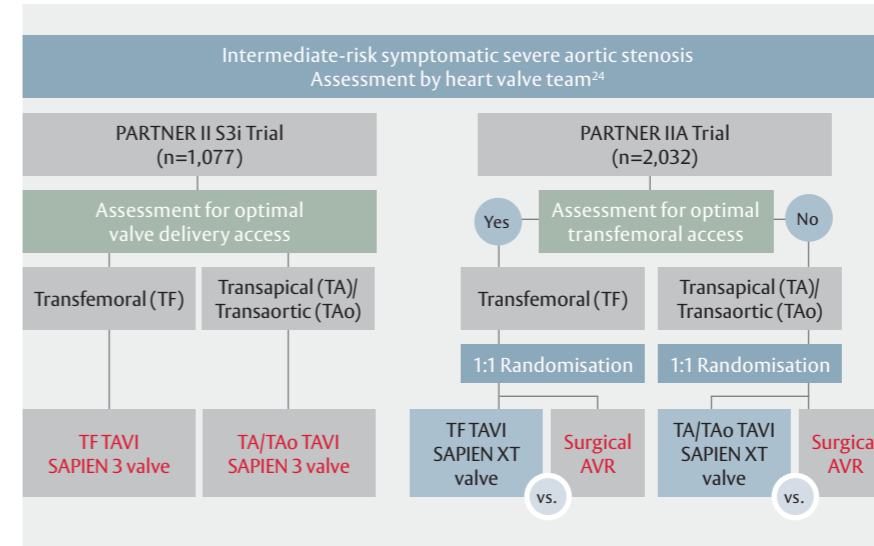 Intermediate-risk symptomatic severe aortic stenosis
Assessment by heart valve team²⁴
PARTNER II S3i Trial
(n=1,077)
Assessment for optimal
valve delivery access
Transfemoral (TF)
Transapical (TA)/
Transaortic (TAo)
TF TAVI
SAPIEN 3 valve
TA/TAo TAVI
SAPIEN 3 valve
PARTNER IIA Trial
(n=2,032)
Yes
Assessment for optimal
transfemoral access
No
Transfemoral (TF)
Transapical (TA)/
Transaortic (TAo)
1:1 Randomisation
1:1 Randomisation
TF TAVI
SAPIEN XT
valve
vs.
Surgical
AVR
TA/TAo TAVI
SAPIEN XT
valve
vs.
Surgical
AVR